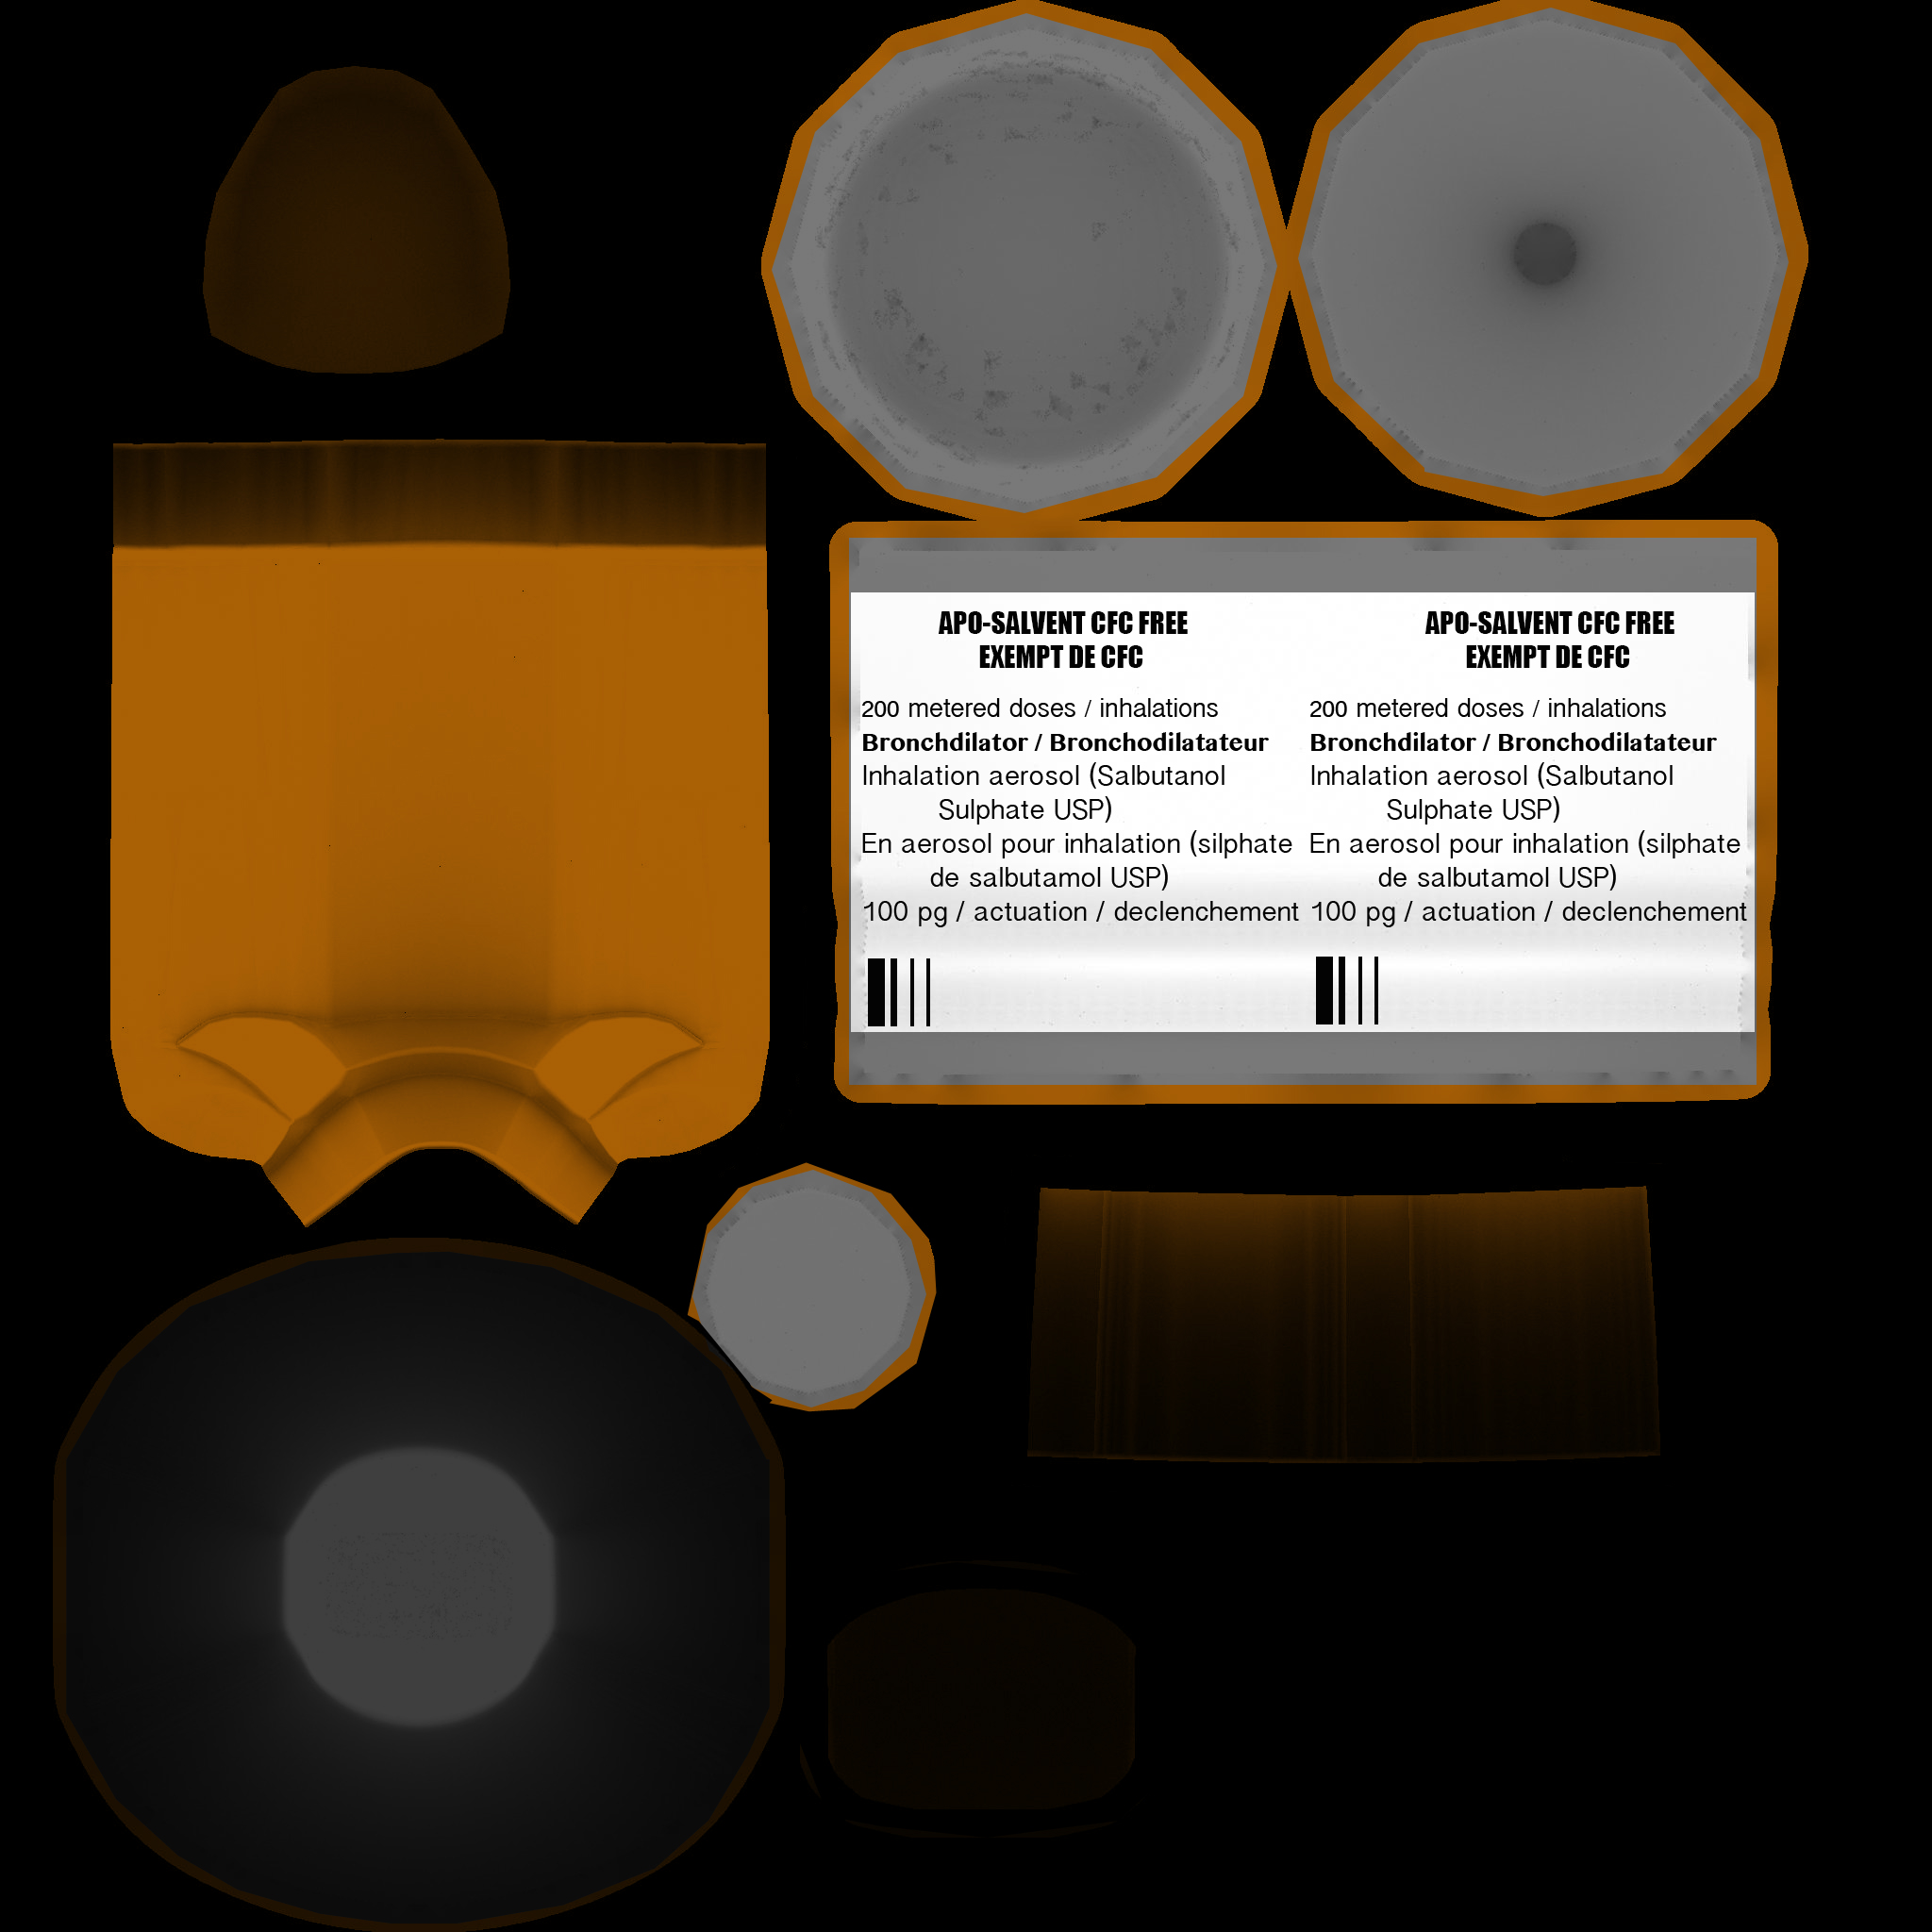 APO-SALVENT CFC FREE
EXEMPT DE CFC
200 metered doses / inhalations
Bronchdilator / Bronchodilatateur
Inhalation aerosol (Salbutanol
Sulphate USP)
En aerosol pour inhalation (silphate
de salbutamol USP)
100 pg / actuation / declenchement
APO-SALVENT CFC FREE
EXEMPT DE CFC
200 metered doses / inhalations
Bronchdilator / Bronchodilatateur
Inhalation aerosol (Salbutanol
Sulphate USP)
En aerosol pour inhalation (silphate
de salbutamol USP)
100 pg / actuation / declenchement